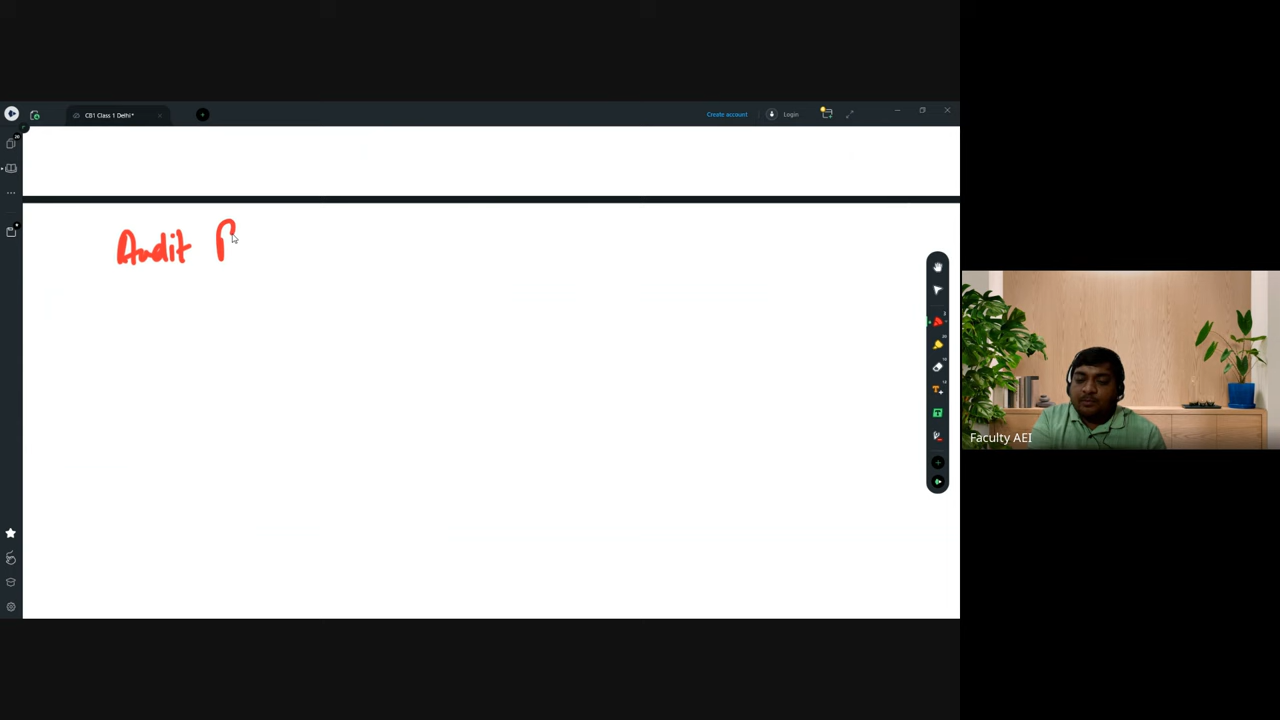 CB1 Class 1 Delhi*
Create account
Login
Audit
Faculty AEI